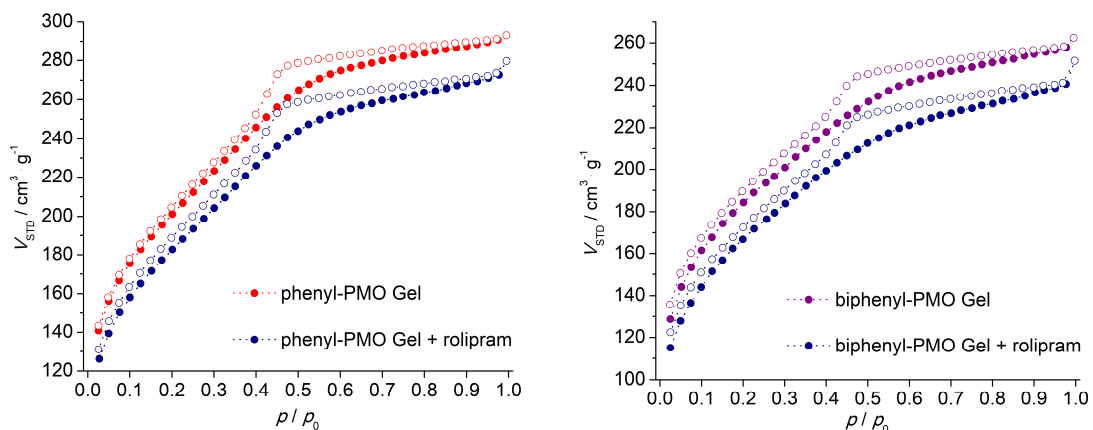 V_STD / cm³ · g⁻¹
300
280
260
240
220
200
180
160
140
120
phenyl-PMO Gel
phenyl-PMO Gel + rolipram
0.0 0.1 0.2 0.3 0.4 0.5 0.6 0.7 0.8 0.9 1.0
p / p₀
V_STD / cm³ · g⁻¹
260
240
220
200
180
160
140
120
100
biphenyl-PMO Gel
biphenyl-PMO Gel + rolipram
0.0 0.1 0.2 0.3 0.4 0.5 0.6 0.7 0.8 0.9 1.0
p / p₀